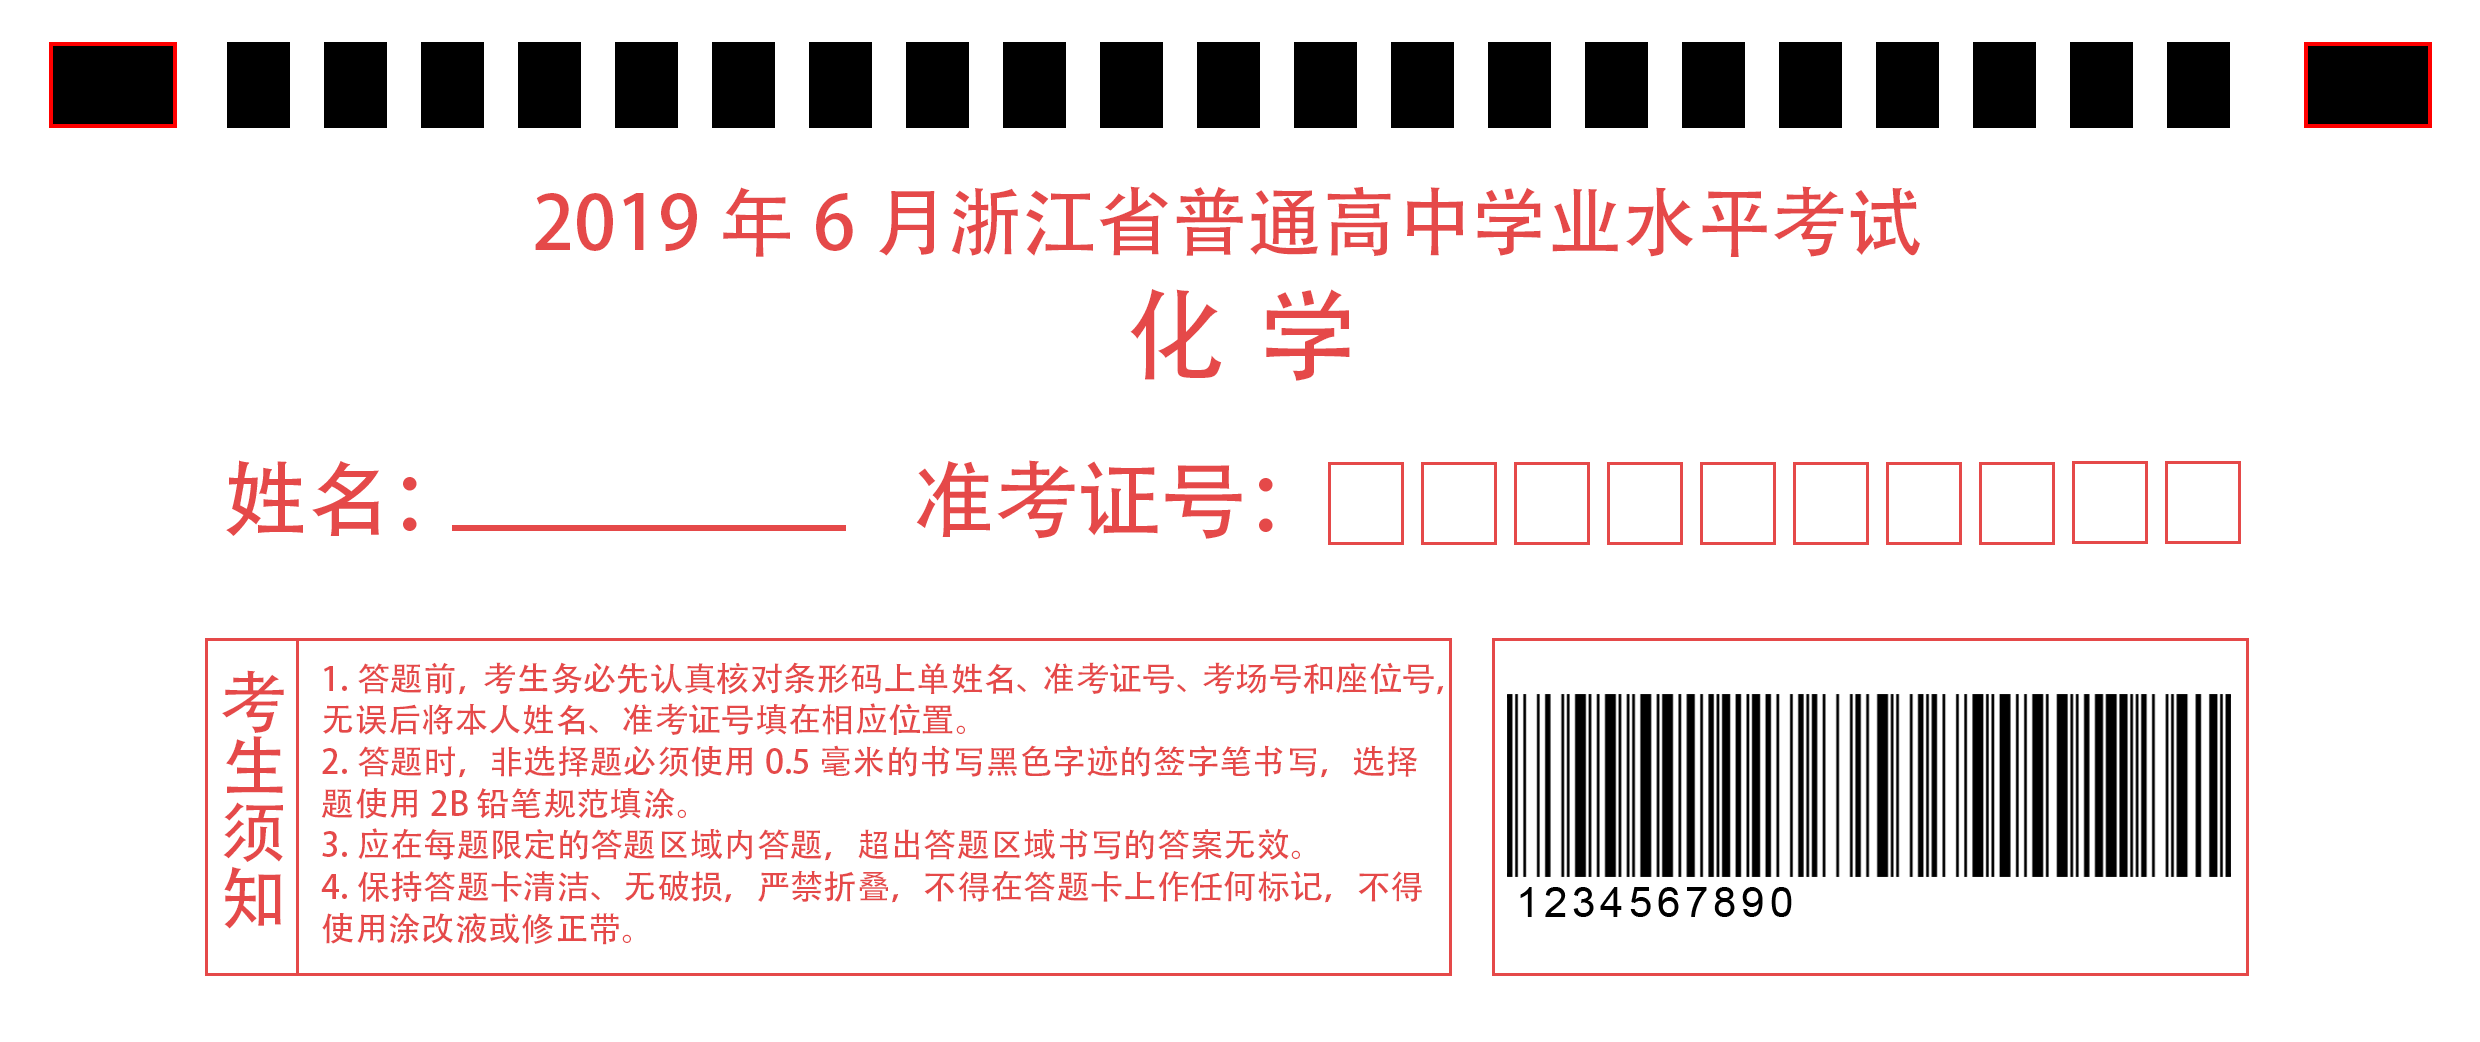 2019 年 6 月浙江省普通高中学业水平考试
化 学
姓名： 准考证号：
考生须知
1. 答题前，考生务必先认真核对条形码上单姓名、准考证号、考场号和座位号，
无误后将本人姓名、准考证号填在相应位置。
2. 答题时，非选择题必须使用 0.5 毫米的书写黑色字迹的签字笔书写，选择
题使用 2B 铅笔规范填涂。
3. 应在每题限定的答题区域内答题，超出答题区域书写的答案无效。
4. 保持答题卡清洁、无破损，严禁折叠，不得在答题卡上作任何标记，不得
使用涂改液或修正带。
1234567890